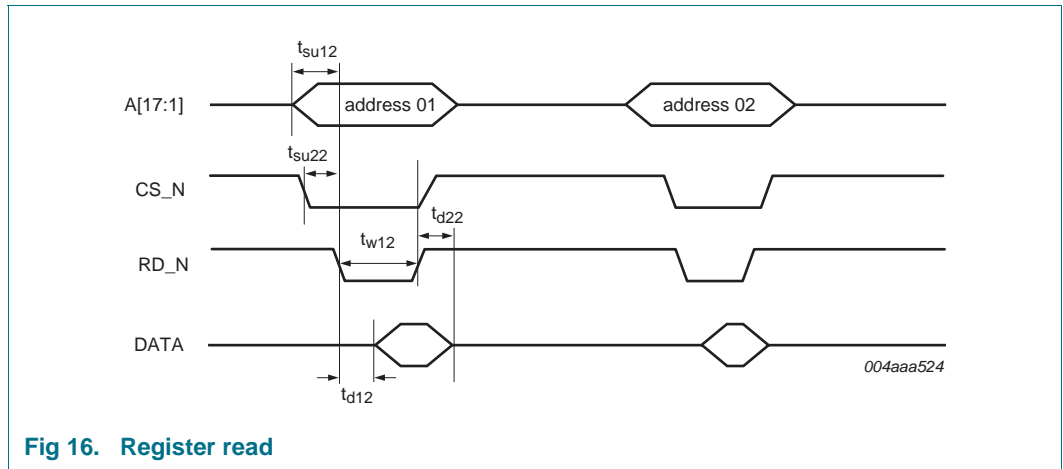 tsu12
A[17:1]
address 01
address 02
tsu22
CS_N
td22
tw12
RD_N
DATA
004aaa524
td12
Fig 16. Register read